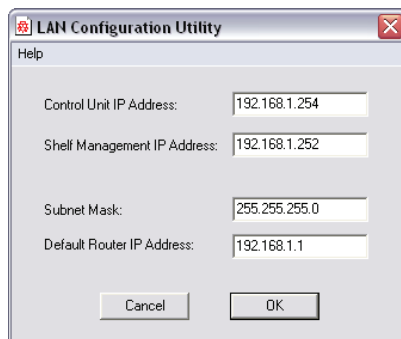 LAN Configuration Utility
Help
Control Unit IP Address: 192.168.1.254
Shelf Management IP Address: 192.168.1.252
Subnet Mask: 255.255.255.0
Default Router IP Address: 192.168.1.1
Cancel OK